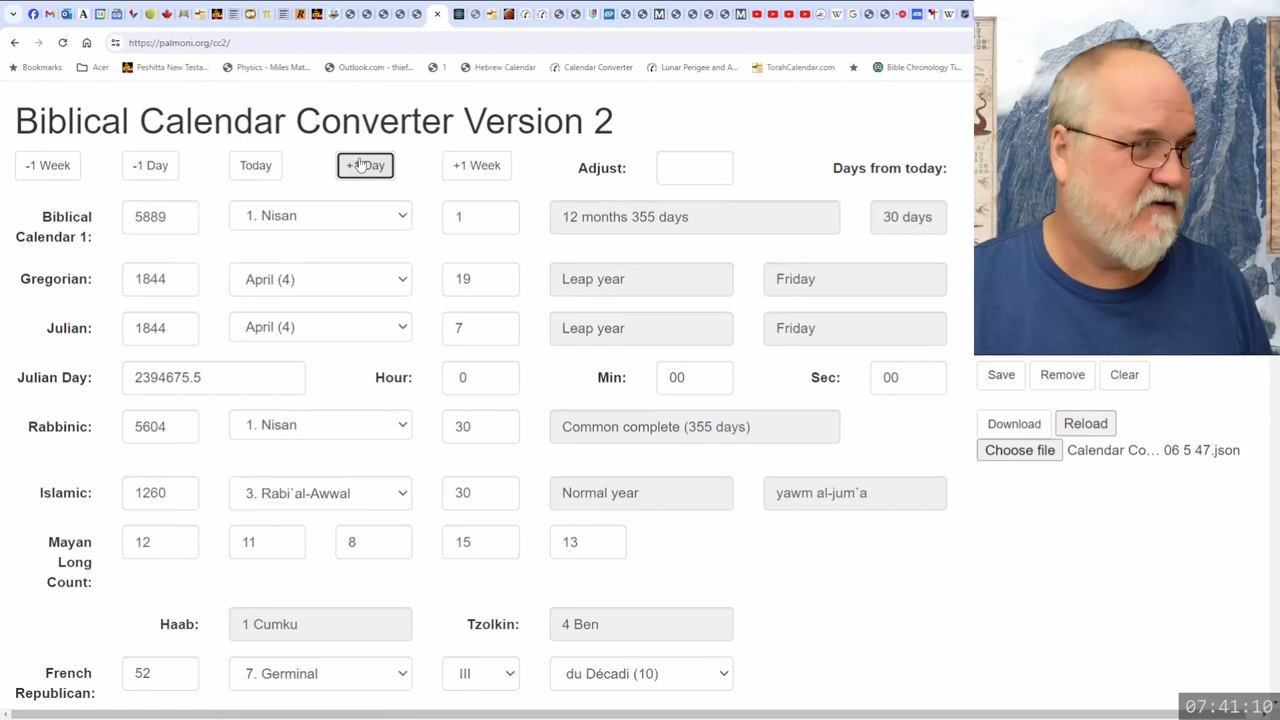 https://palmoni.org/cc2/
Bookmarks Acer Peshitta New Testa... Physics - Miles Mat... Outlook.com - thief... 1 Hebrew Calendar Calendar Converter Lunar Perigee and A... TorahCalendar.com Bible Chronology Ti...
Biblical Calendar Converter Version 2
-1 Week -1 Day Today Day +1 Week Adjust: Days from today:
Biblical Calendar 1: 5889 1. Nisan 1 12 months 355 days 30 days
Gregorian: 1844 April (4) 19 Leap year Friday
Julian: 1844 April (4) 7 Leap year Friday
Julian Day: 2394675.5 Hour: 0 Min: 00 Sec: 00
Save Remove Clear
Rabbinic: 5604 1. Nisan 30 Common complete (355 days)
Download Reload
Choose file Calendar Co... 06 5 47.json
Islamic: 1260 3. Rabi`al-Awwal 30 Normal year yawm al-jum`a
Mayan Long Count: 12 11 8 15 13
Haab: 1 Cumku Tzolkin: 4 Ben
French Republican: 52 7. Germinal III du Décadi (10)
07:41:10